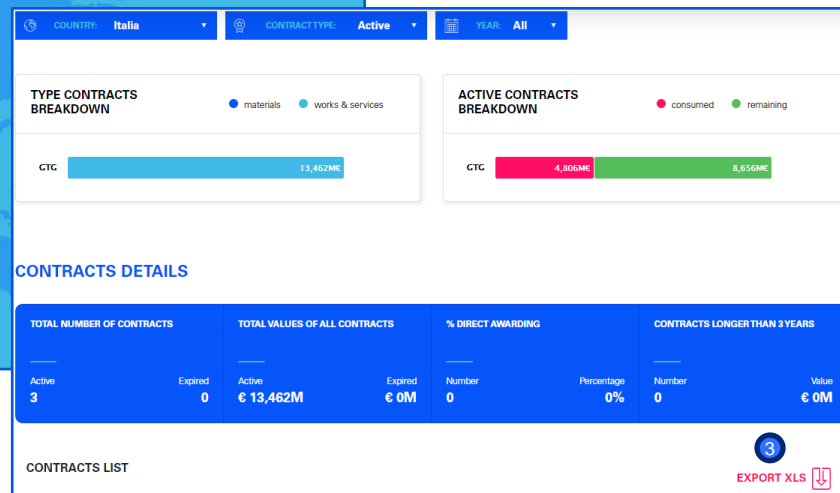 COUNTRY: Italia
CONTRACT TYPE: Active
YEAR: All
TYPE CONTRACTS
BREAKDOWN
materials
works & services
GTG
13,462M€
ACTIVE CONTRACTS
BREAKDOWN
consumed
remaining
GTG
4,806M€
8,656M€
CONTRACTS DETAILS
TOTAL NUMBER OF CONTRACTS
Active Expired
3 0
TOTAL VALUES OF ALL CONTRACTS
Active Expired
€ 13,462M € 0M
% DIRECT AWARDING
Number Percentage
0 0%
CONTRACTS LONGER THAN 3 YEARS
Number Value
0 € 0M
CONTRACTS LIST
3
EXPORT XLS